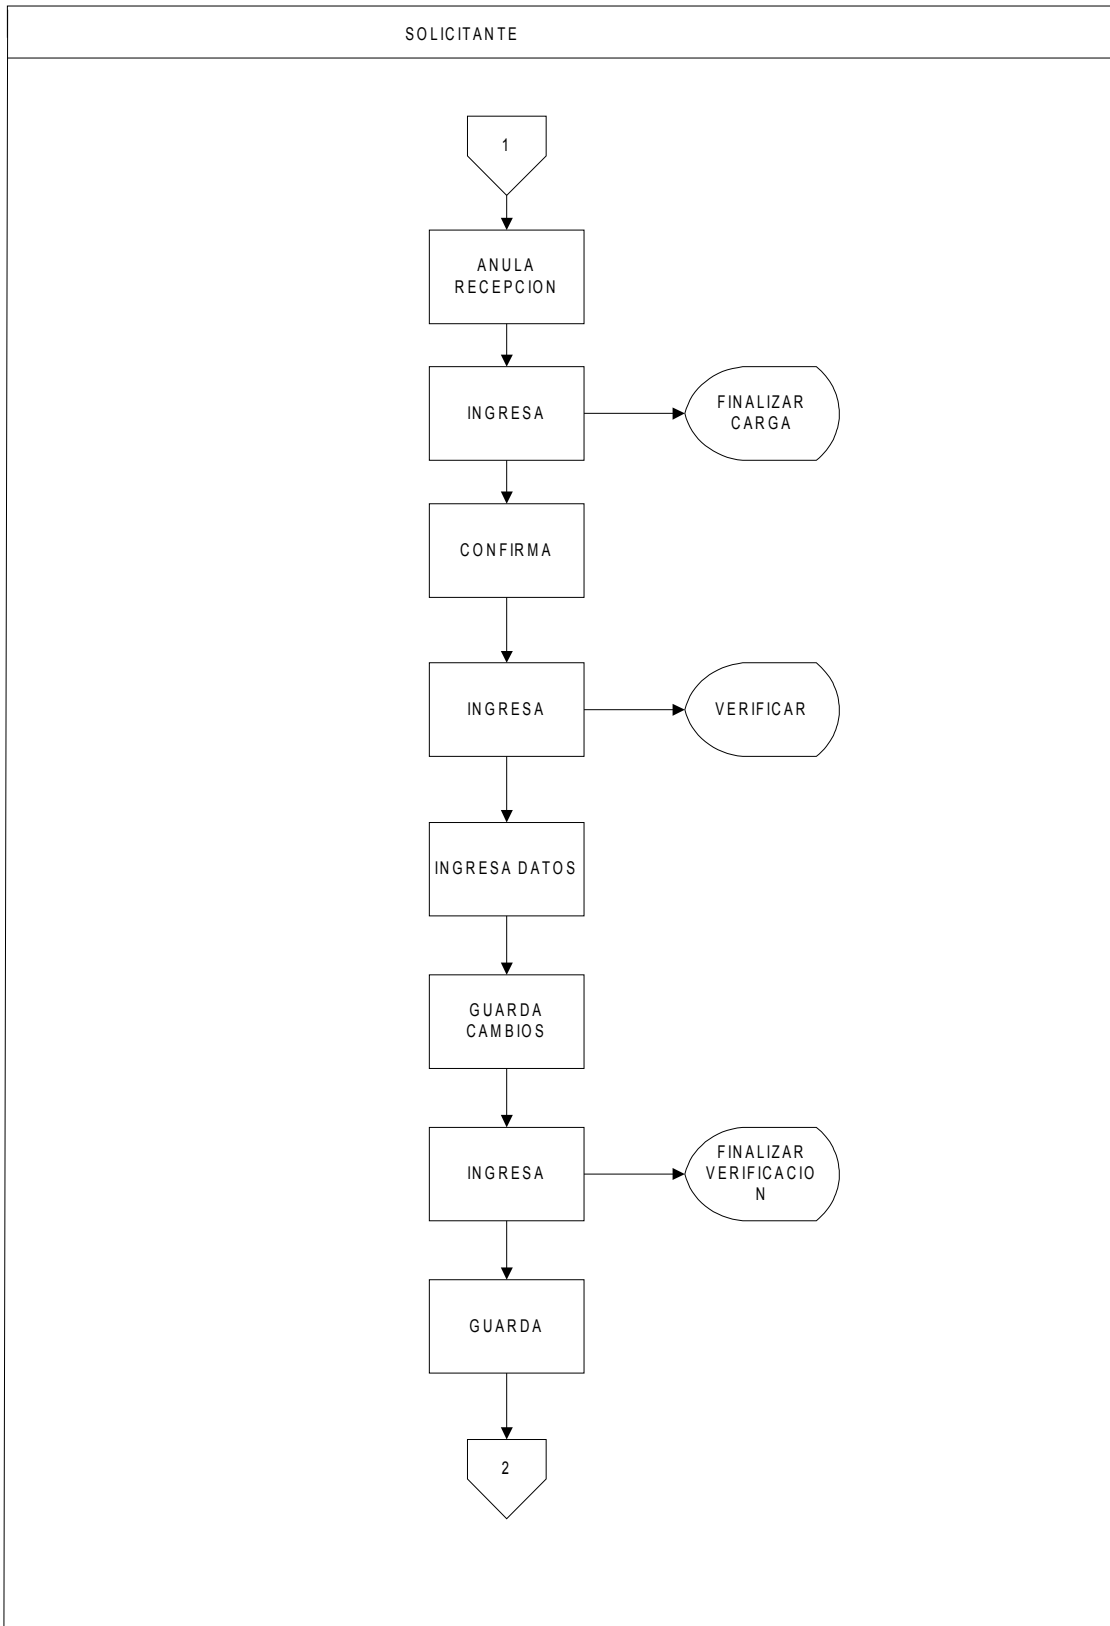 SOLICITANTE
1
ANULA
RECEPCION
INGRESA
FINALIZAR
CARGA
CONFIRMA
INGRESA
VERIFICAR
INGRESA DATOS
GUARDA
CAMBIOS
INGRESA
FINALIZAR
VERIFICACIO
N
GUARDA
2